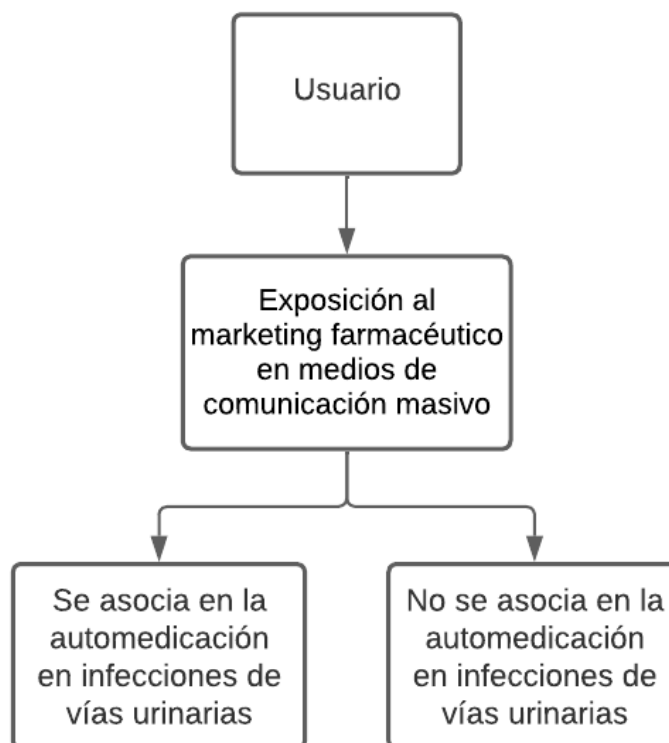 Usuario
Exposición al
marketing farmacéutico
en medios de
comunicación masivo
Se asocia en la
automedicación
en infecciones de
vías urinarias
No se asocia en la
automedicación
en infecciones de
vías urinarias